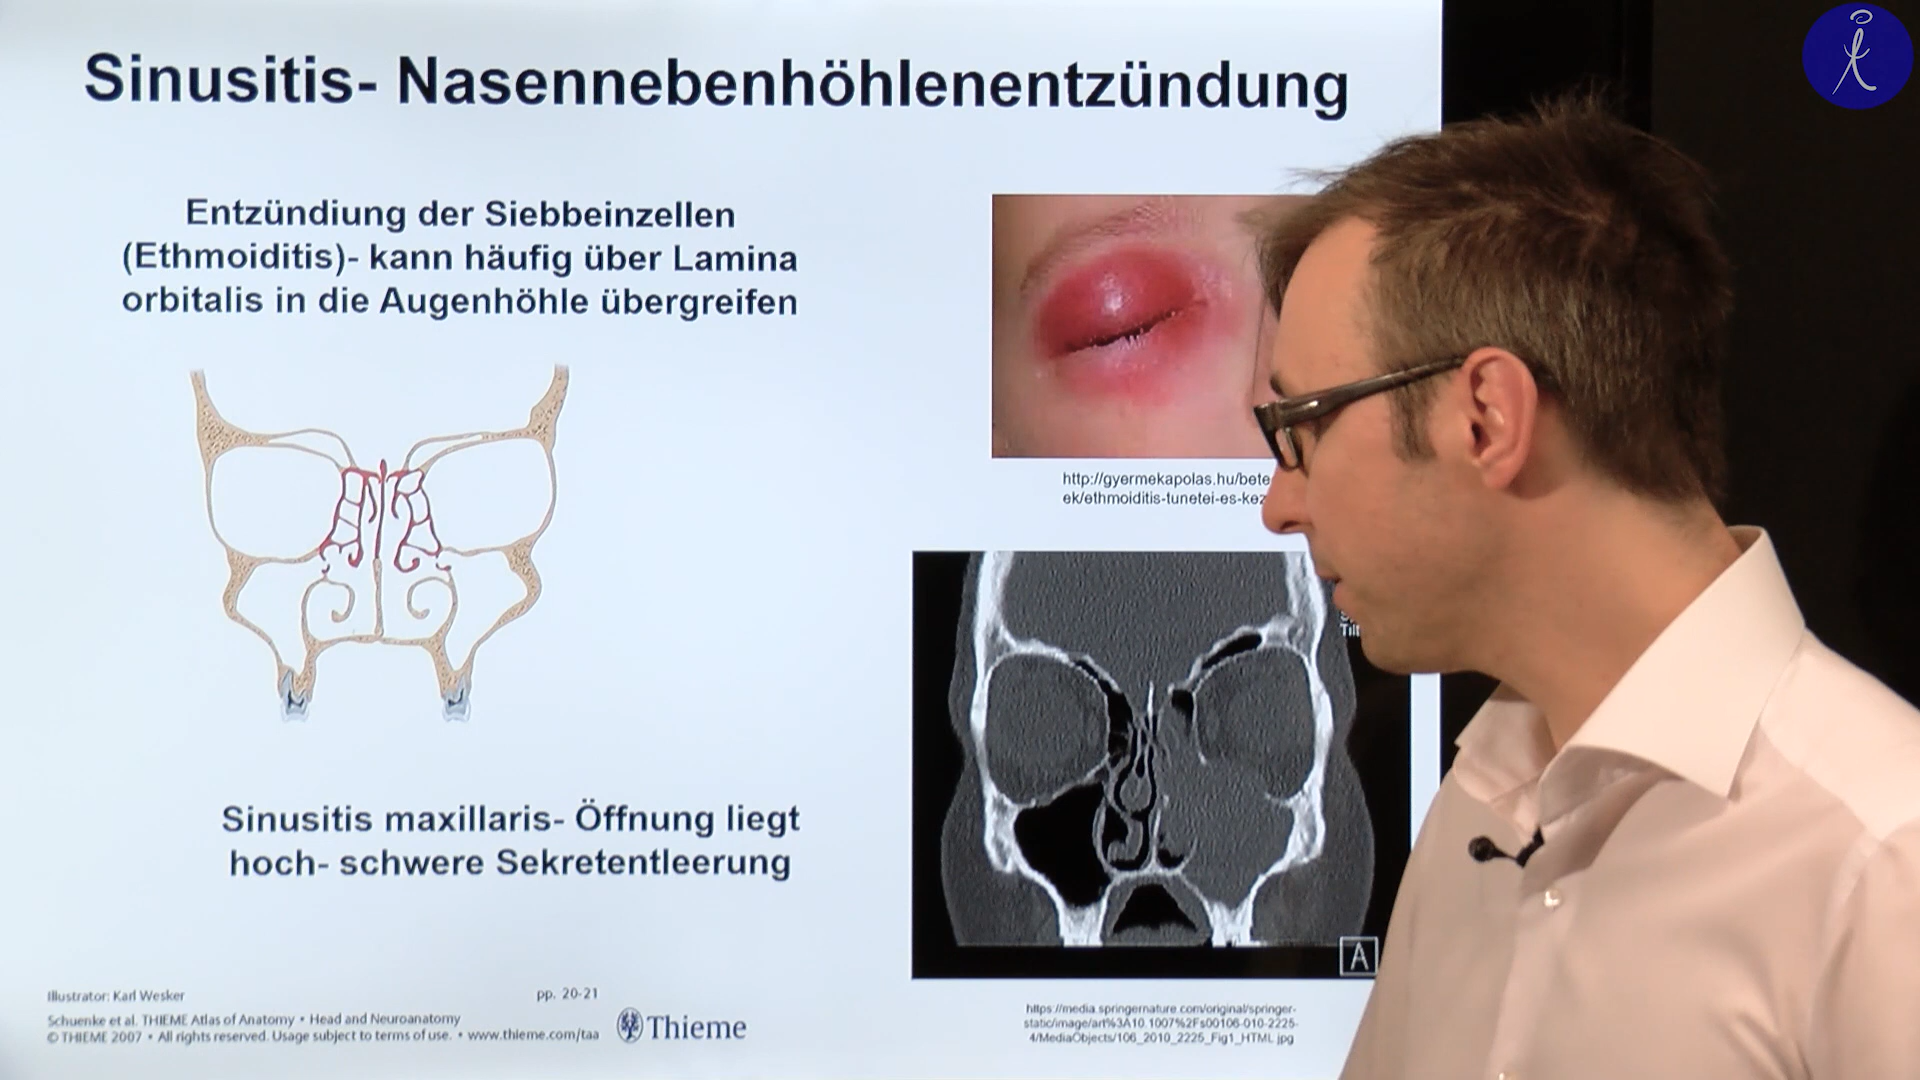 Sinusitis- Nasennebenhöhlenentzündung
Entzündiung der Siebbeinzellen
(Ethmoiditis)- kann häufig über Lamina
orbitalis in die Augenhöhle übergreifen
http://gyermekapolas.hu/bete
ek/ethmoiditis-tunetei-es-kez
Tilt
Sinusitis maxillaris- Öffnung liegt
hoch- schwere Sekretentleerung
A
Illustrator: Karl Wesker
pp. 20-21
Schuenke et al. THIEME Atlas of Anatomy • Head and Neuroanatomy
© THIEME 2007 • All rights reserved. Usage subject to terms of use. • www.thieme.com/taa
Thieme
https://media.springernature.com/original/springer-
static/image/art%3A10.1007%2Fs00106-010-2225-
4/MediaObjects/106_2010_2225_Fig1_HTML.jpg